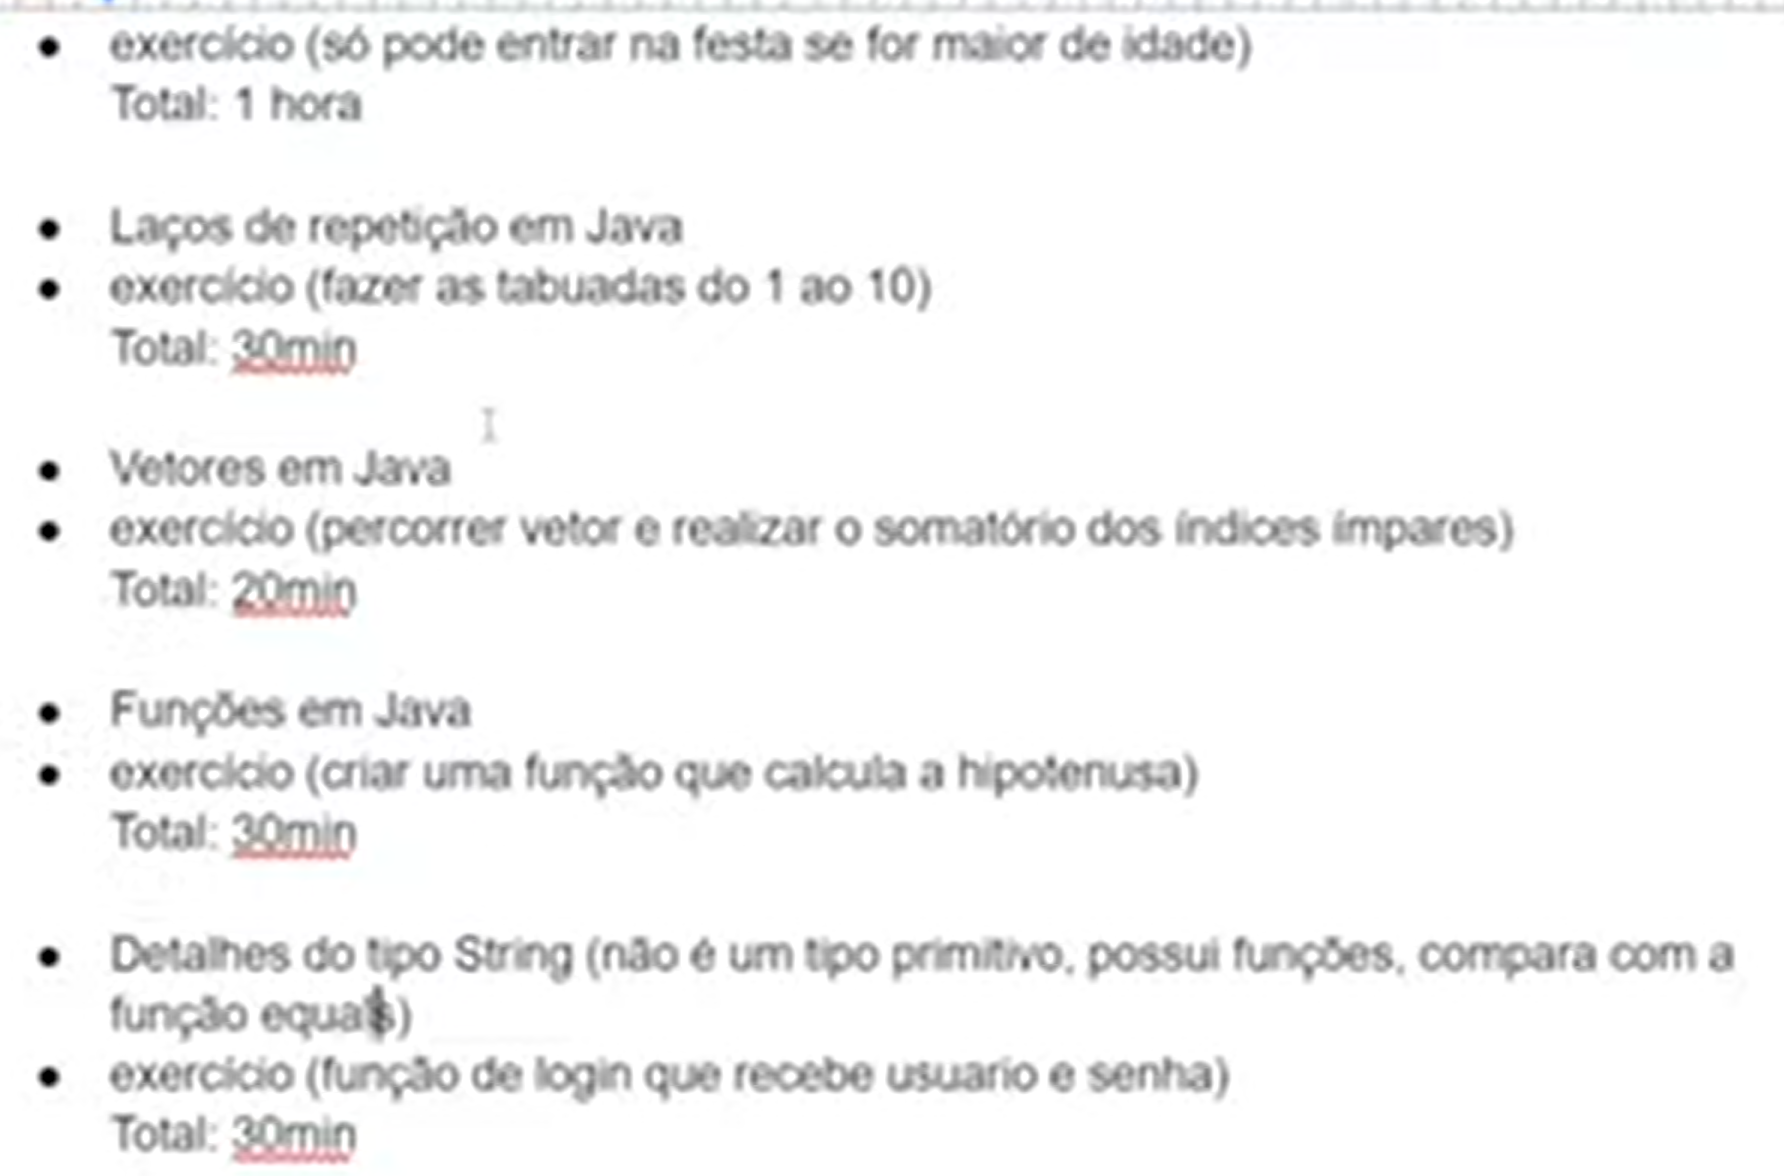 ● exercício (só pode entrar na festa se for maior de idade)
Total: 1 hora
● Laços de repetição em Java
● exercício (fazer as tabuadas do 1 ao 10)
Total: 30min
● Vetores em Java
● exercício (percorrer vetor e realizar o somatório dos índices ímpares)
Total: 20min
● Funções em Java
● exercício (criar uma função que calcula a hipotenusa)
Total: 30min
● Detalhes do tipo String (não é um tipo primitivo, possui funções, compara com a
função equals)
● exercício (função de login que recebe usuario e senha)
Total: 30min